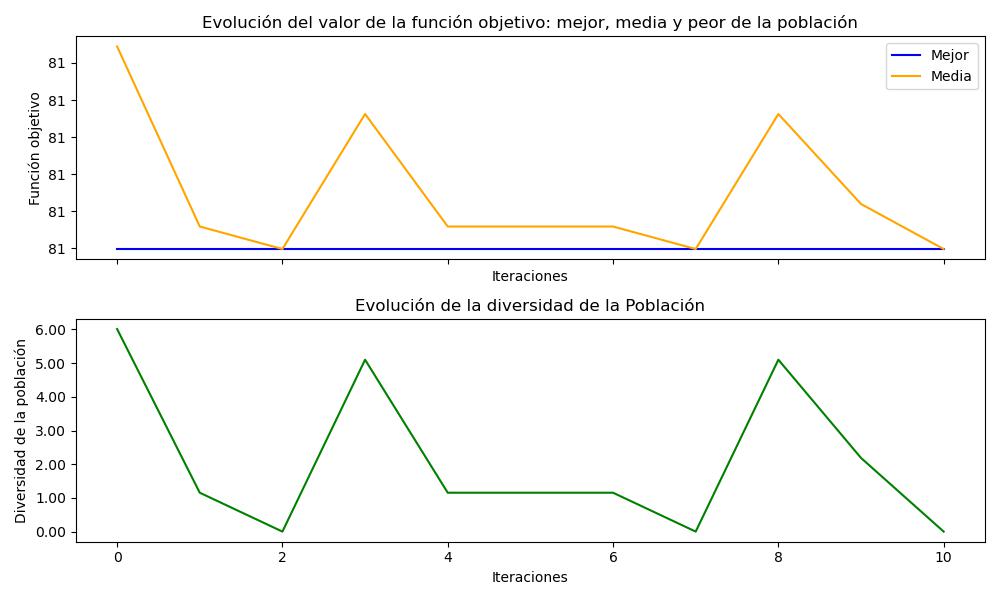 Evolución del valor de la función objetivo: mejor, media y peor de la población
Mejor
Media
81
81
81
81
81
81
Función objetivo
Iteraciones
Evolución de la diversidad de la Población
6.00
5.00
4.00
3.00
2.00
1.00
0.00
Diversidad de la población
0 2 4 6 8 10
Iteraciones